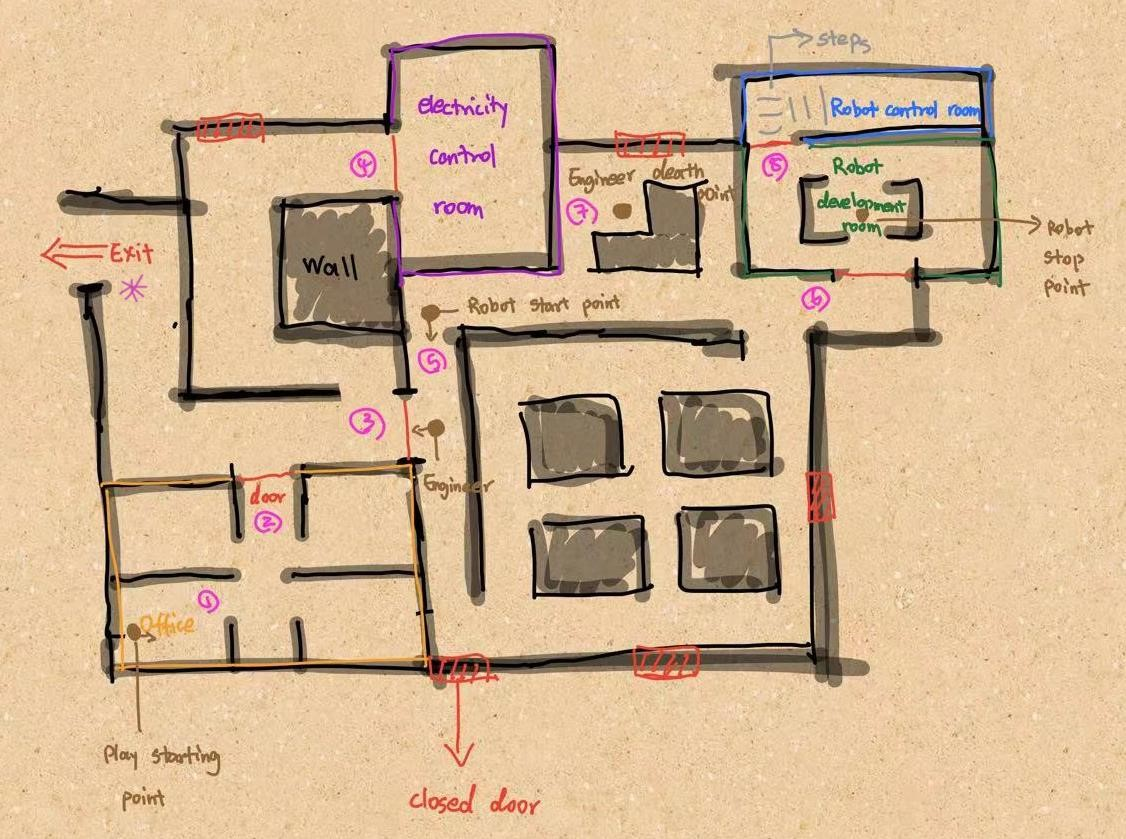 steps
electricity
control
room
Robot control room
④
⑧
Engineer death
point
Robot
development
room
⑦
Wall
Exit
Robot
stop
point
Robot start point
⑥
⑤
③
Engineer
door
②
①
Office
Play starting
point
closed door